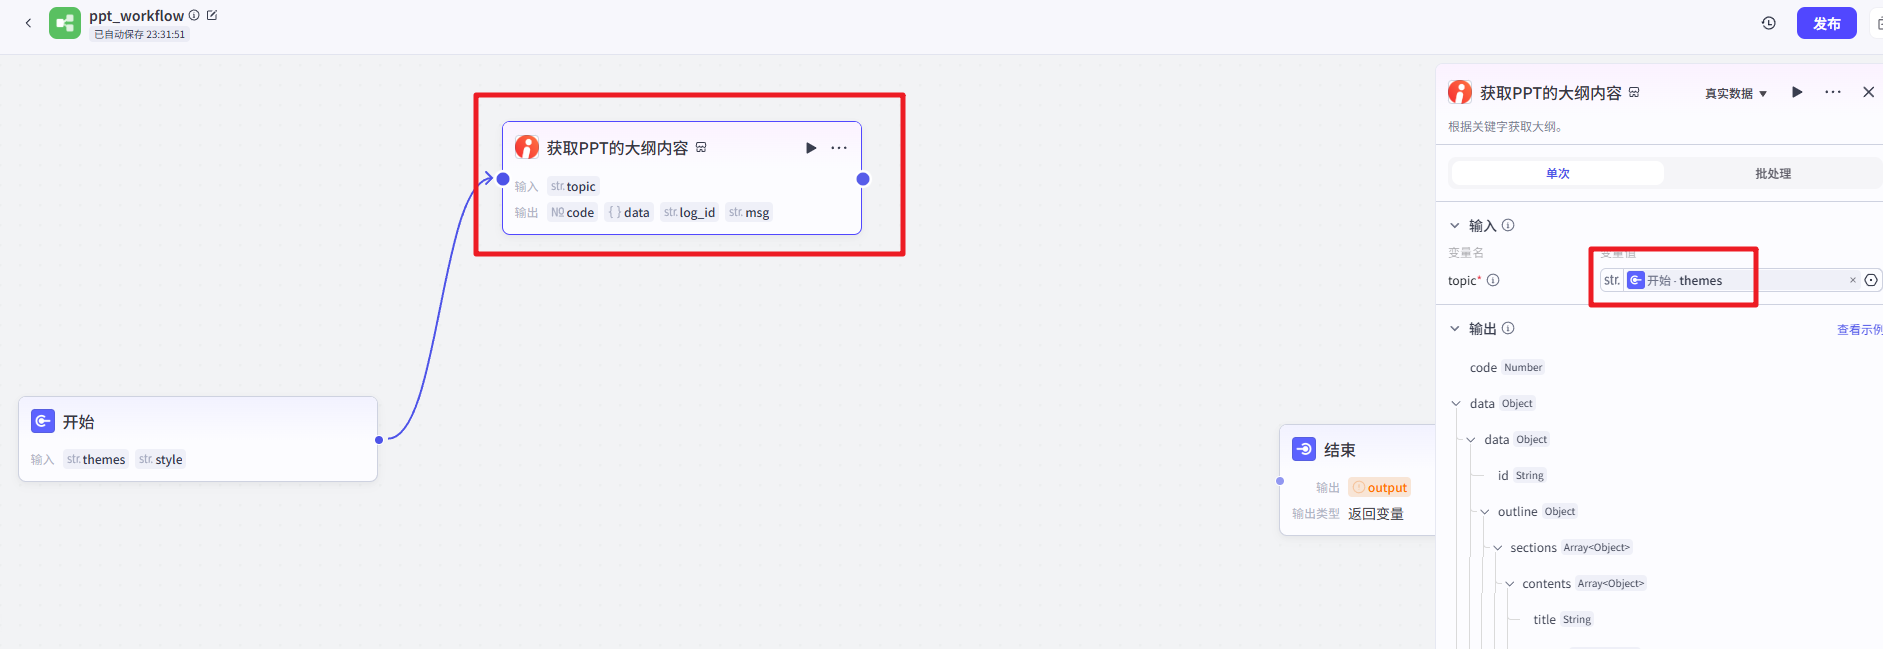 ppt_workflow
已自动保存 23:31:51
发布
获取PPT的大纲内容
输入 str. topic
输出 № code { } data str. log_id str. msg
开始
输入 str. themes str. style
结束
输出 output
输出类型 返回变量
获取PPT的大纲内容 真实数据
根据关键字获取大纲。
单次 批处理
输入
变量名 变量值
topic* str. 开始 · themes
输出 查看示例
code Number
data Object
data Object
id String
outline Object
sections Array<Object>
contents Array<Object>
title String